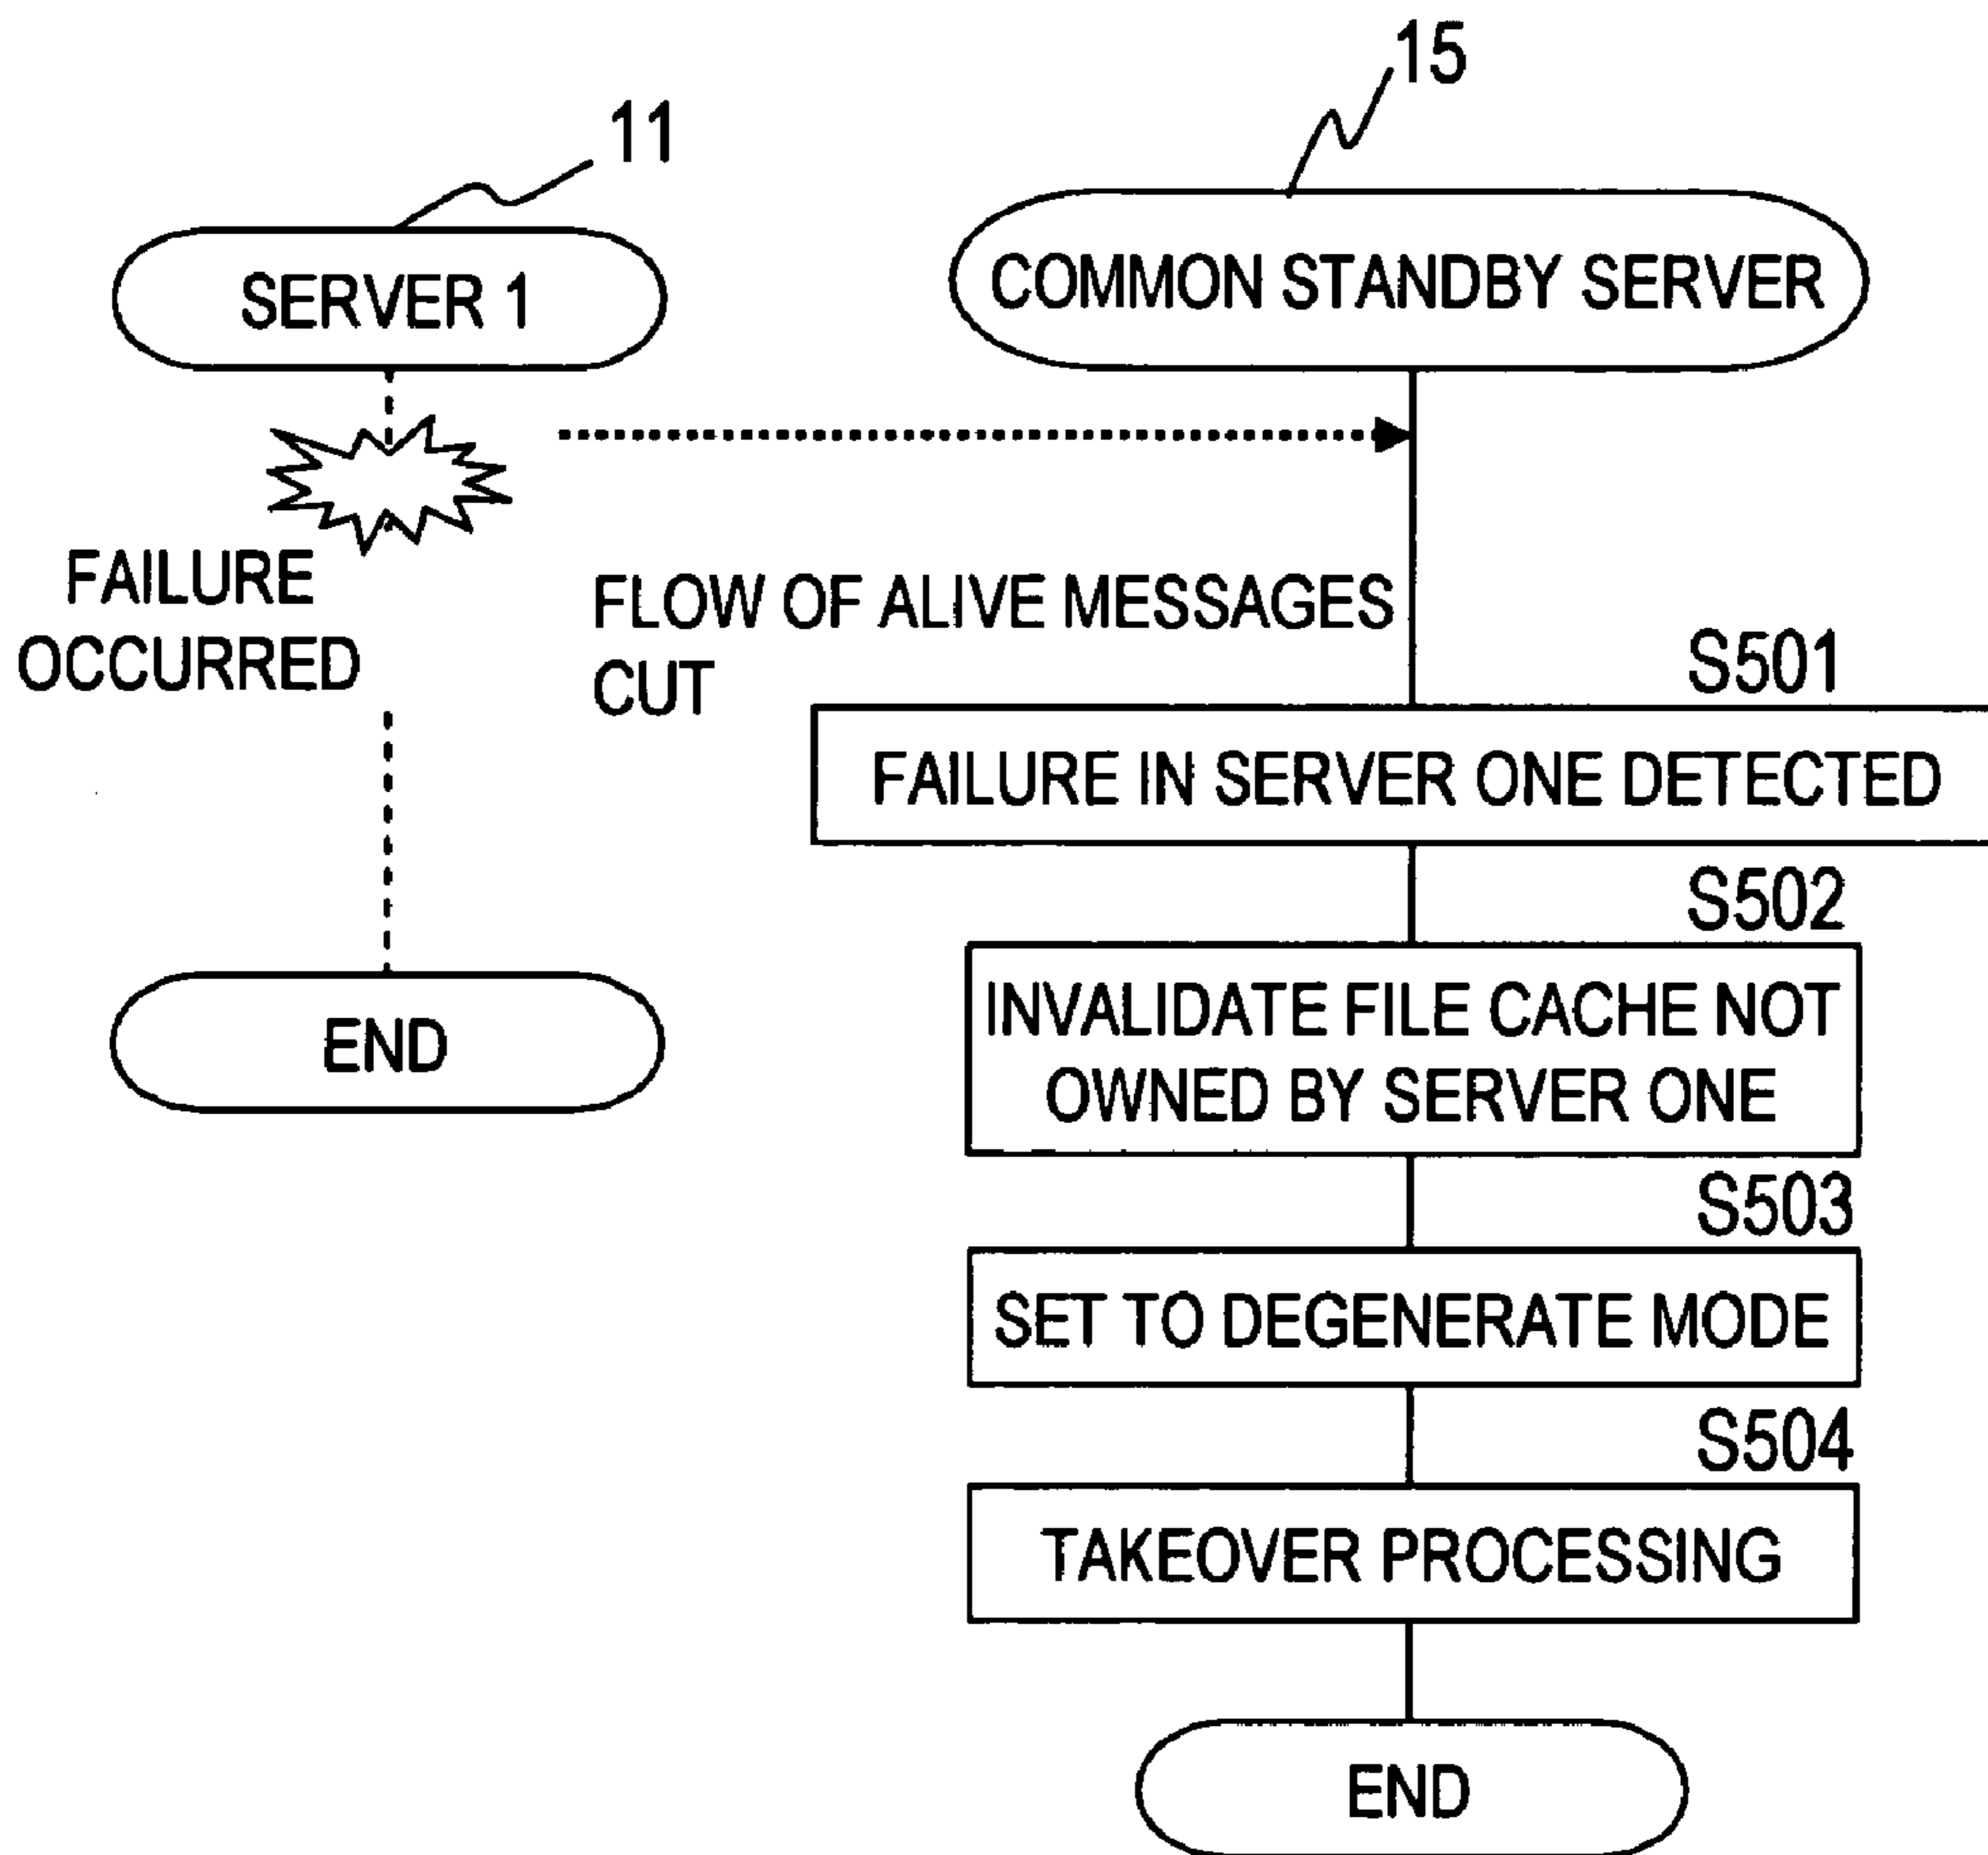 15
11
SERVER 1
COMMON STANDBY SERVER
FAILURE
OCCURRED
FLOW OF ALIVE MESSAGES
CUT
S501
FAILURE IN SERVER ONE DETECTED
S502
INVALIDATE FILE CACHE NOT
OWNED BY SERVER ONE
END
S503
SET TO DEGENERATE MODE
S504
TAKEOVER PROCESSING
END